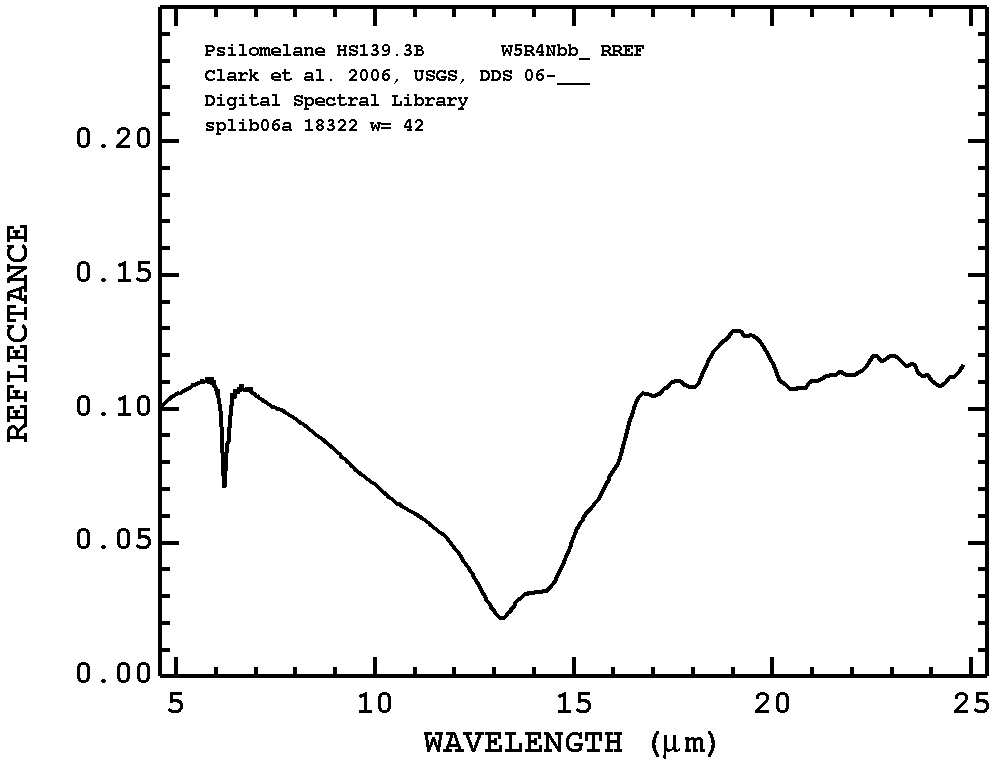 Psilomelane HS139.3B W5R4Nbb_ RREF
Clark et al. 2006, USGS, DDS 06-___
Digital Spectral Library
splib06a 18322 w= 42
REFLECTANCE
0.20
0.15
0.10
0.05
0.00
5 10 15 20 25
WAVELENGTH (μm)